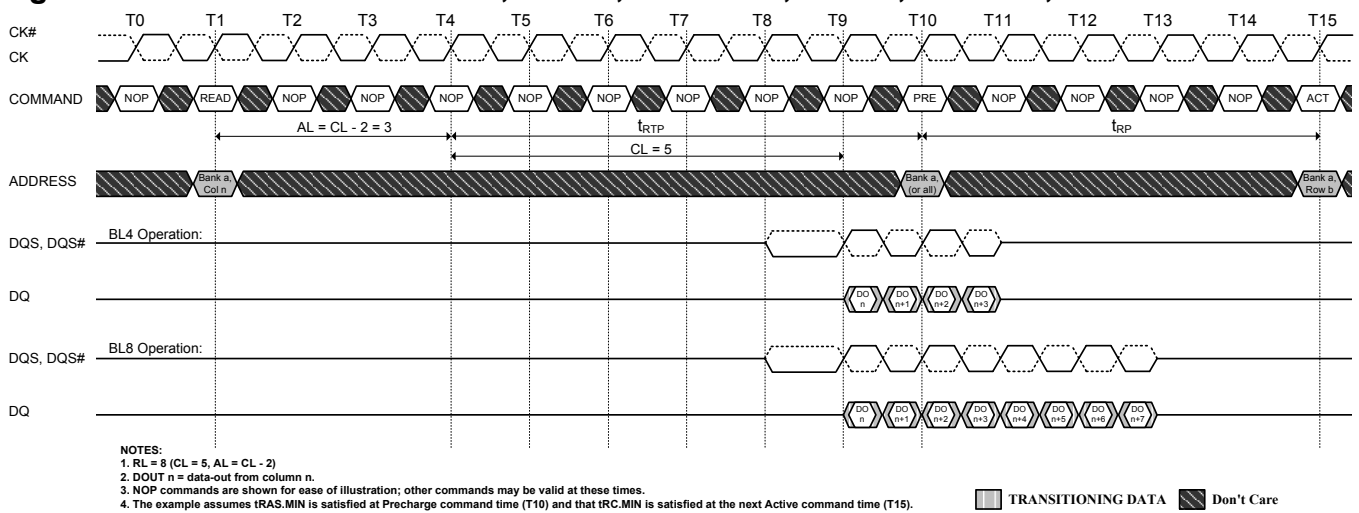 T0 T1 T2 T3 T4 T5 T6 T7 T8 T9 T10 T11 T12 T13 T14 T15
CK#
CK
COMMAND NOP READ NOP NOP NOP NOP NOP NOP NOP NOP PRE NOP NOP NOP NOP ACT
AL = CL - 2 = 3 tRTP tRP
CL = 5
ADDRESS Bank a, Col n Bank a, (or all) Bank a, Row b
BL4 Operation:
DQS, DQS#
DQ DO n DO n+1 DO n+2 DO n+3
BL8 Operation:
DQS, DQS#
DQ DO n DO n+1 DO n+2 DO n+3 DO n+4 DO n+5 DO n+6 DO n+7
NOTES:
1. RL = 8 (CL = 5, AL = CL - 2)
2. DOUT n = data-out from column n.
3. NOP commands are shown for ease of illustration; other commands may be valid at these times.
4. The example assumes tRAS.MIN is satisfied at Precharge command time (T10) and that tRC.MIN is satisfied at the next Active command time (T15).
TRANSITIONING DATA Don't Care